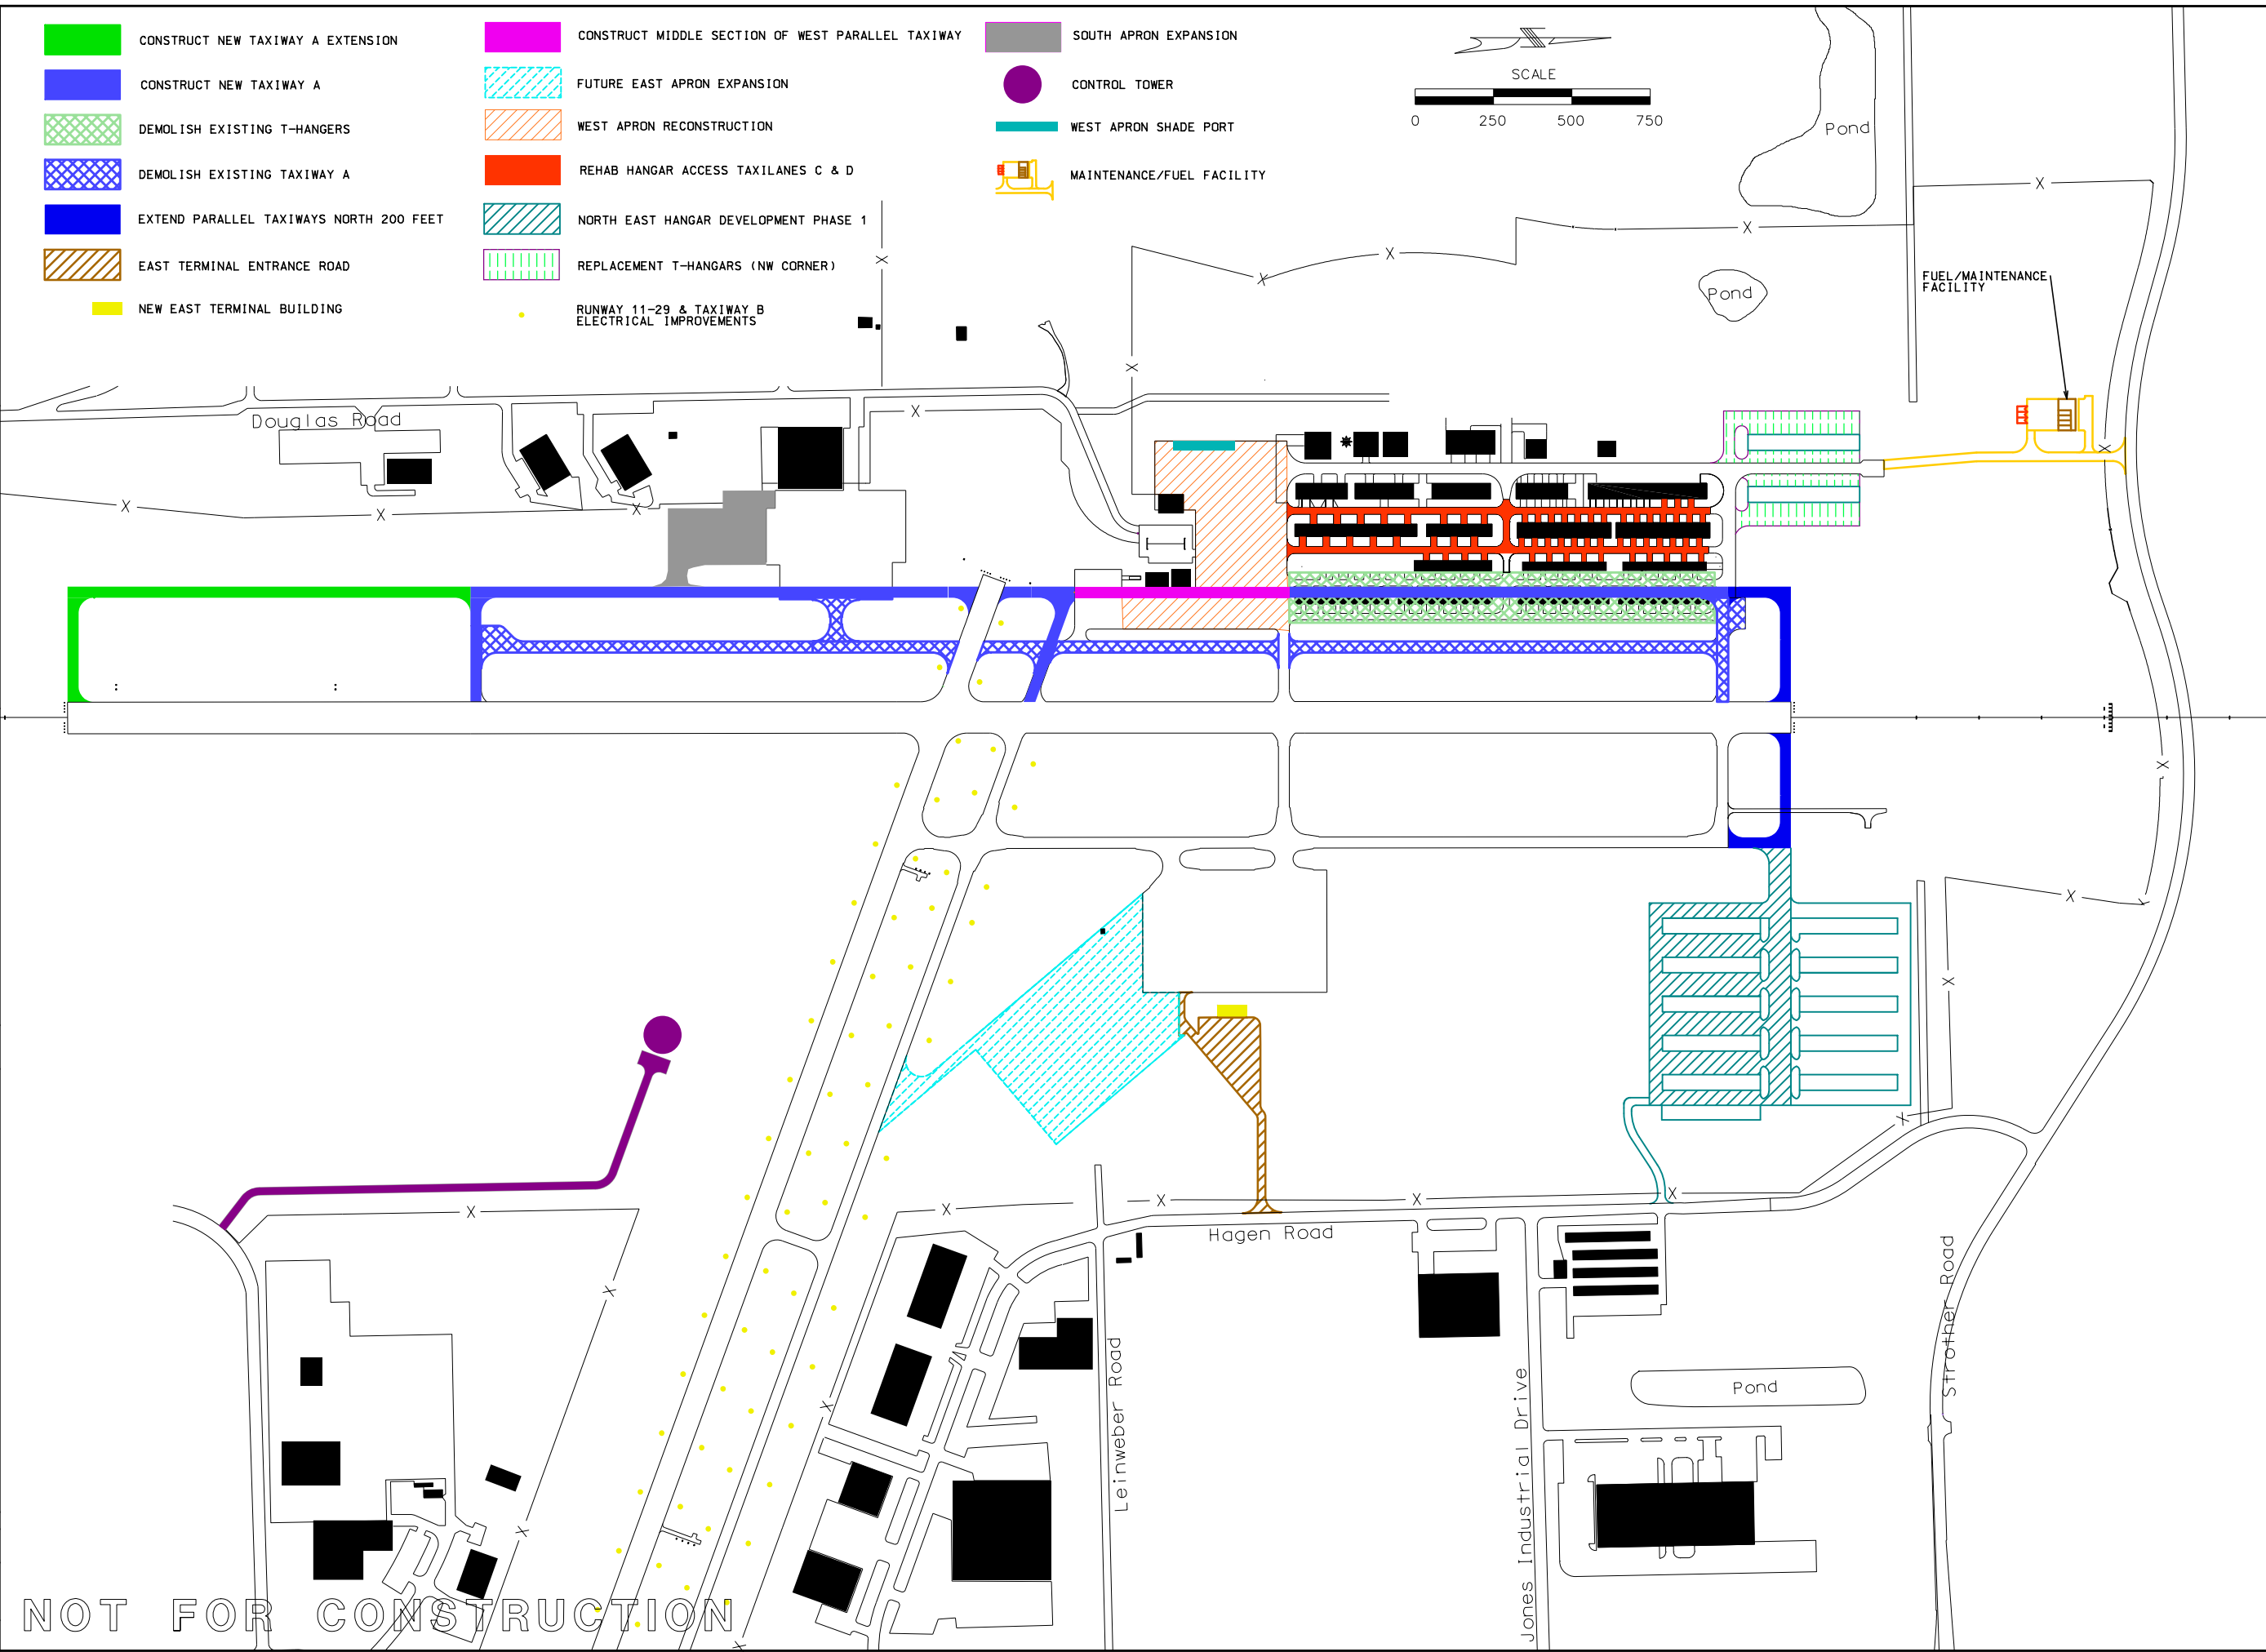 CONSTRUCT NEW TAXIWAY A EXTENSION
CONSTRUCT NEW TAXIWAY A
DEMOLISH EXISTING T-HANGERS
DEMOLISH EXISTING TAXIWAY A
EXTEND PARALLEL TAXIWAYS NORTH 200 FEET
EAST TERMINAL ENTRANCE ROAD
NEW EAST TERMINAL BUILDING
CONSTRUCT MIDDLE SECTION OF WEST PARALLEL TAXIWAY
FUTURE EAST APRON EXPANSION
WEST APRON RECONSTRUCTION
REHAB HANGAR ACCESS TAXILANES C & D
NORTH EAST HANGAR DEVELOPMENT PHASE 1
REPLACEMENT T-HANGARS (NW CORNER)
RUNWAY 11-29 & TAXIWAY B
ELECTRICAL IMPROVEMENTS
SOUTH APRON EXPANSION
CONTROL TOWER
WEST APRON SHADE PORT
MAINTENANCE/FUEL FACILITY
SCALE
0 250 500 750
Pond
Pond
FUEL/MAINTENANCE
FACILITY
Douglas Road
Hagen Road
Leinweber Road
Jones Industrial Drive
Strother Road
Pond
NOT FOR CONSTRUCTION